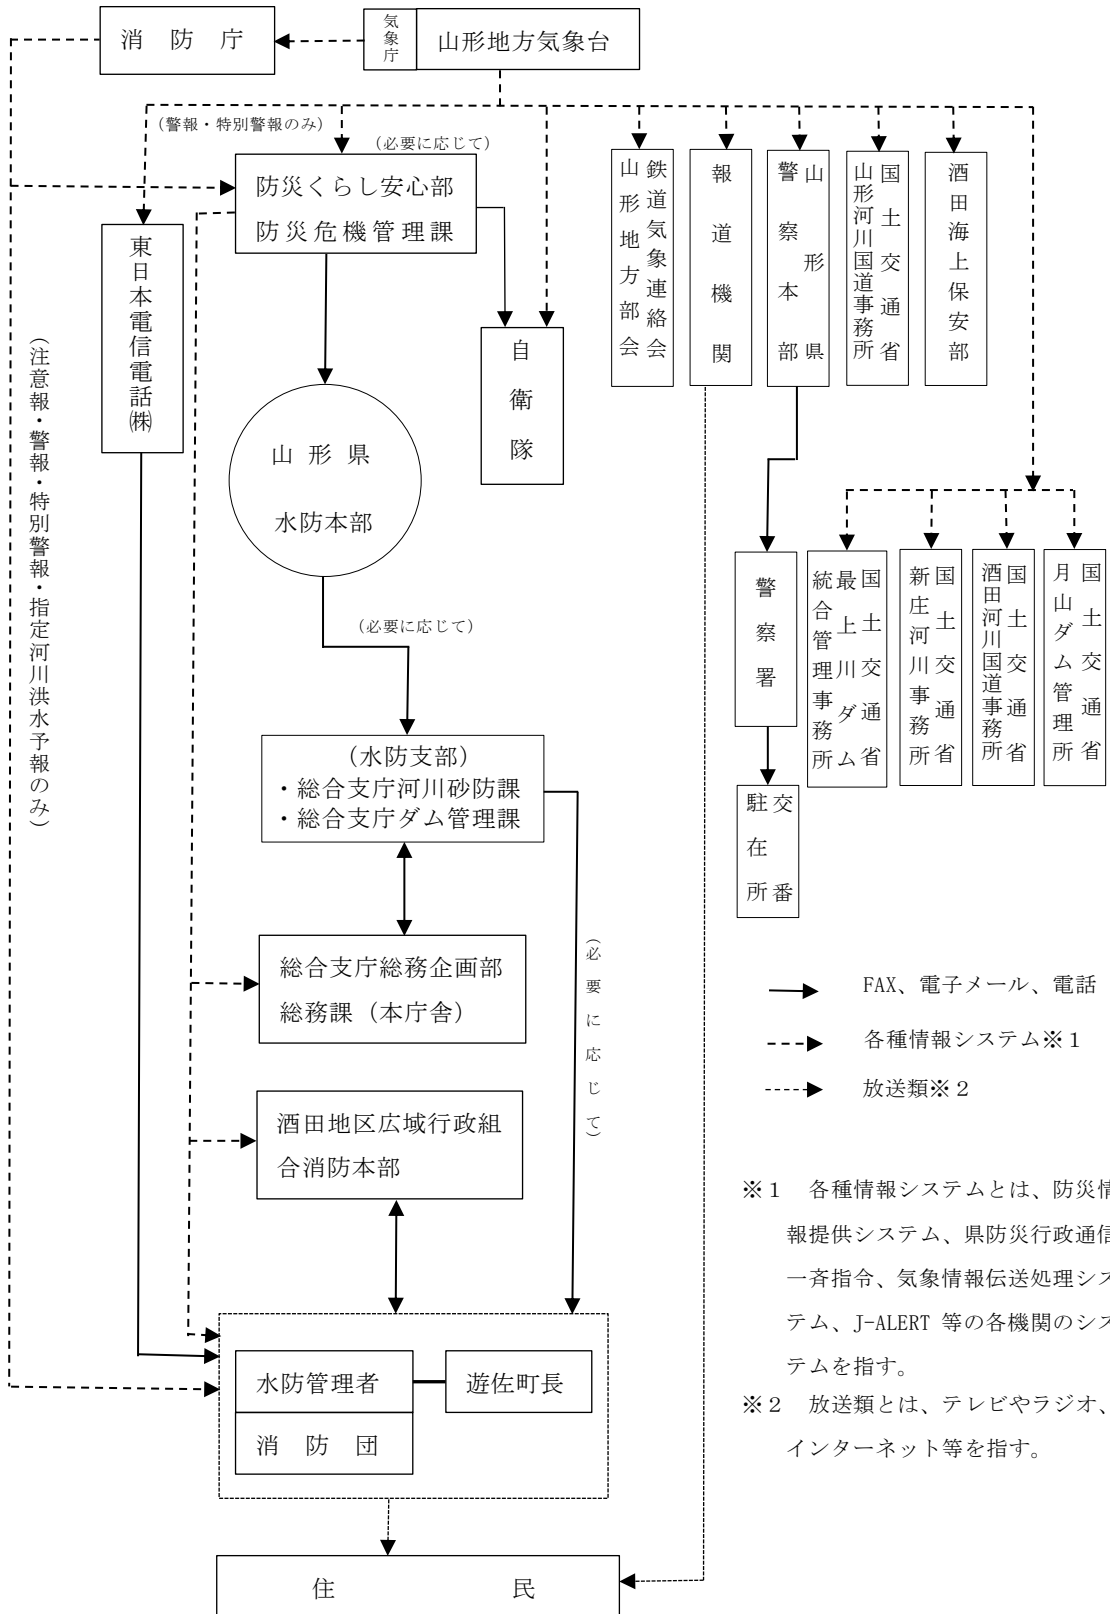 消防庁
気象庁
山形地方気象台
(警報・特別警報のみ)
(必要に応じて)
防災くらし安心部
防災危機管理課
東日本電信電話㈱
自衛隊
鉄道気象連絡会
山形地方部会
報道機関
山形県
警察本部
国土交通省
山形河川国道事務所
酒田海上保安部
(注意報・警報・特別警報・指定河川洪水予報のみ)
山形県
水防本部
(必要に応じて)
警察署
国土交通省
最上川ダム
統合管理事務所
国土交通省
新庄河川事務所
国土交通省
酒田河川国道事務所
国土交通省
月山ダム管理所
(水防支部)
・総合支庁河川砂防課
・総合支庁ダム管理課
交番
駐在所
(必要に応じて)
総合支庁総務企画部
総務課(本庁舎)
酒田地区広域行政組
合消防本部
FAX、電子メール、電話
各種情報システム※1
放送類※2
※1 各種情報システムとは、防災情
報提供システム、県防災行政通信
一斉指令、気象情報伝送処理シス
テム、J-ALERT 等の各機関のシス
テムを指す。
※2 放送類とは、テレビやラジオ、
インターネット等を指す。
水防管理者
遊佐町長
消防団
住民